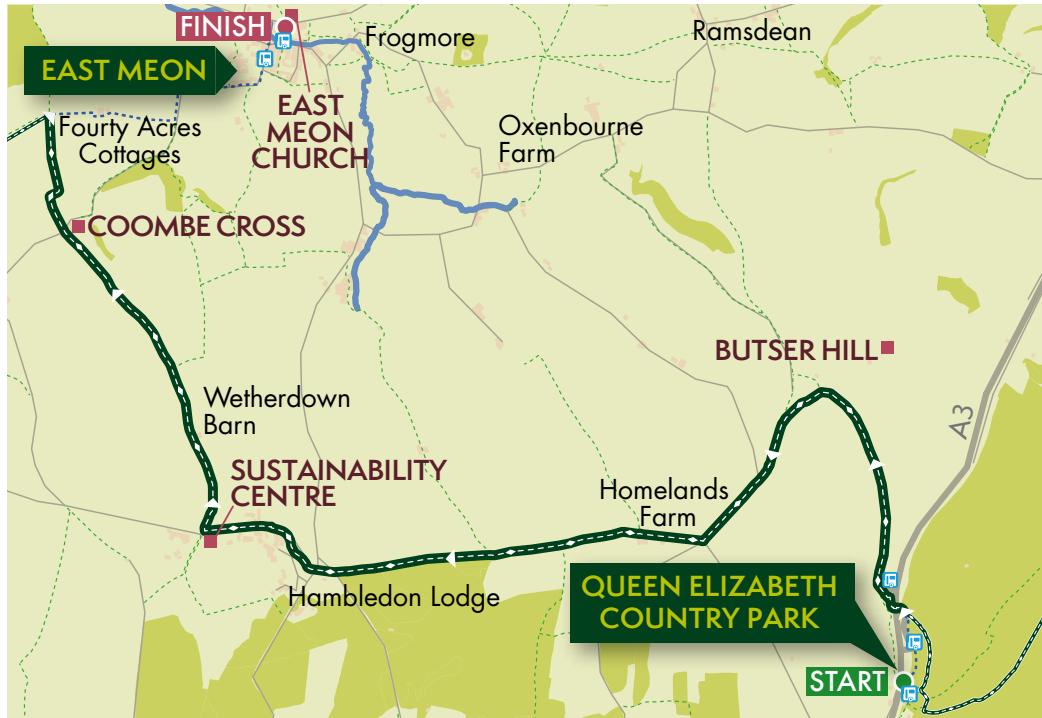 FINISH
Frogmore
Ramsdean
EAST MEON
EAST
MEON
CHURCH
Fourty Acres
Cottages
Oxenbourne
Farm
COOMBE CROSS
BUTSER HILL
A3
Wetherdown
Barn
SUSTAINABILITY
CENTRE
Homelands
Farm
Hambledon Lodge
QUEEN ELIZABETH
COUNTRY PARK
START